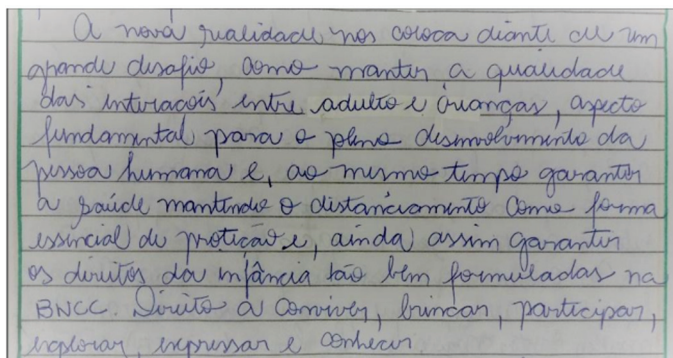 A nova realidade nos coloca diante de um
grande desafio, como manter a qualidade
das interações entre adulto e crianças, aspecto
fundamental para o pleno desenvolvimento da
pessoa humana e, ao mesmo tempo garantir
a saúde mantendo o distanciamento como forma
essencial de proteção e, ainda assim garantir
os direitos da infância tão bem formuladas na
BNCC. Direito a conviver, brincar, participar,
explorar, expressar e conhecer.